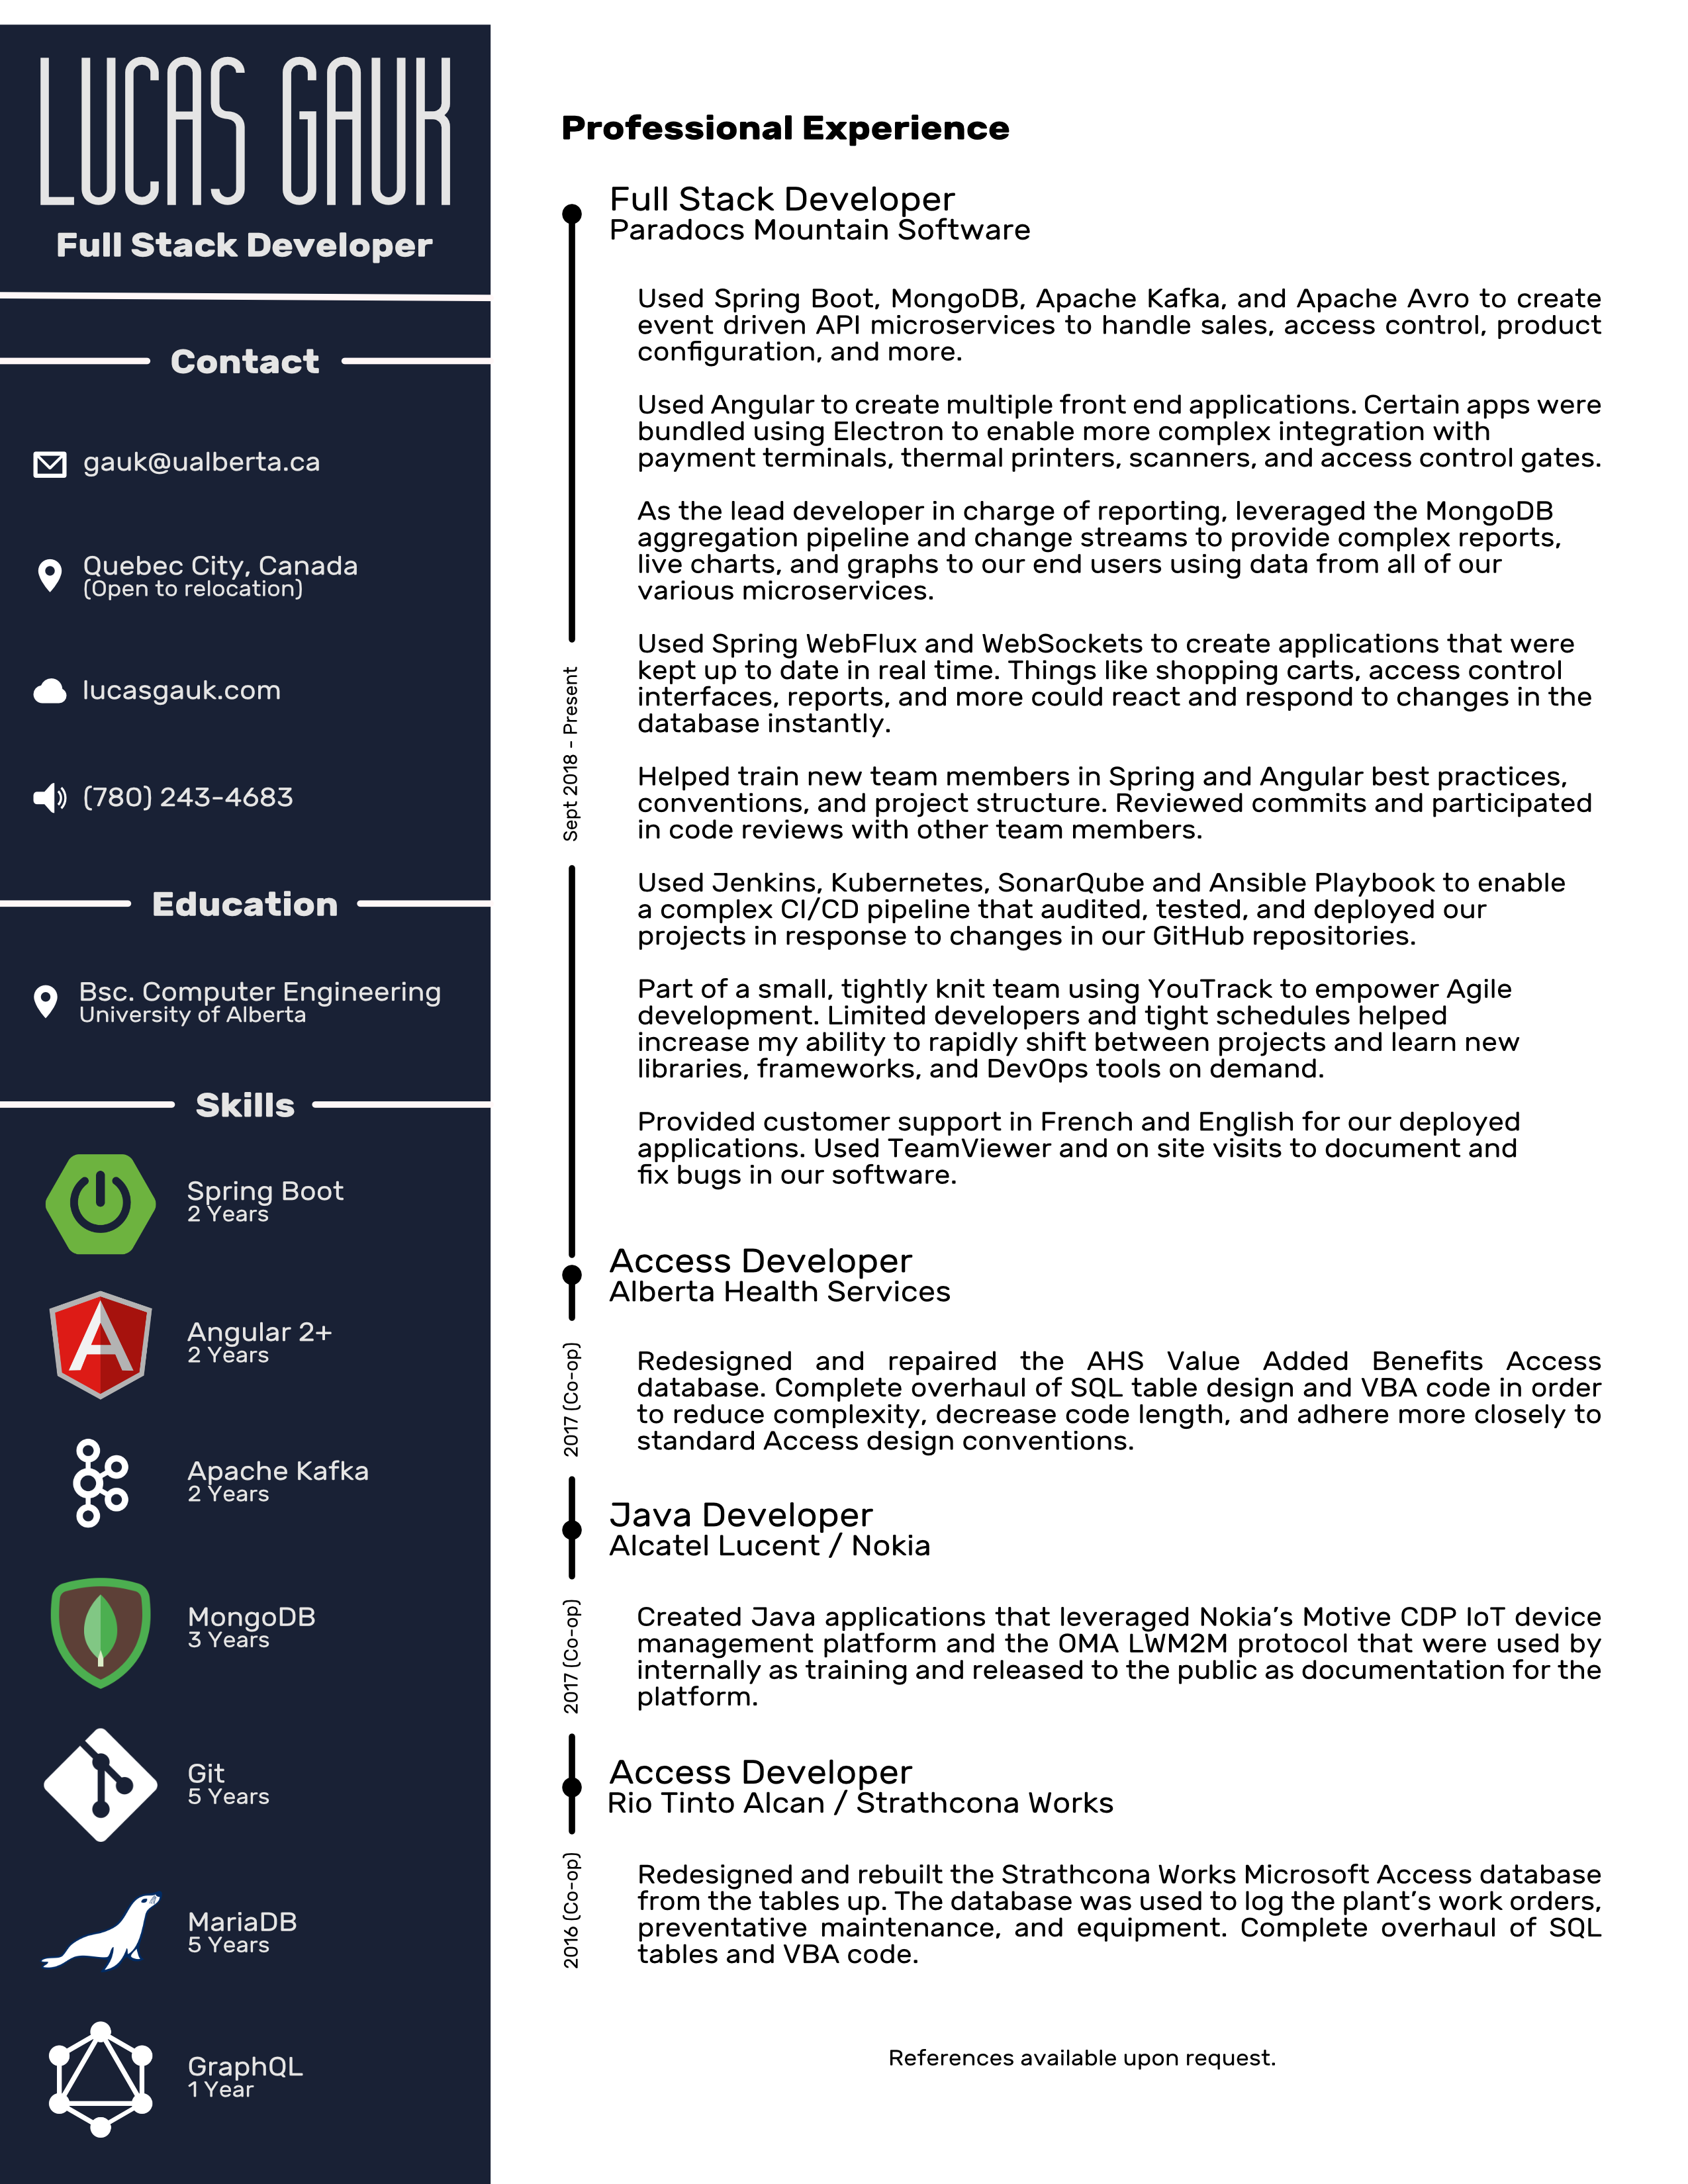 LUCAS GAUK
Full Stack Developer
Contact
gauk@ualberta.ca
Quebec City, Canada
(Open to relocation)
lucasgauk.com
(780) 243-4683
Education
Bsc. Computer Engineering
University of Alberta
Skills
Spring Boot
2 Years
Angular 2+
2 Years
Apache Kafka
2 Years
MongoDB
3 Years
Git
5 Years
MariaDB
5 Years
GraphQL
1 Year
Professional Experience
Full Stack Developer
Paradocs Mountain Software
Sept 2018 - Present
Used Spring Boot, MongoDB, Apache Kafka, and Apache Avro to create
event driven API microservices to handle sales, access control, product
configuration, and more.
Used Angular to create multiple front end applications. Certain apps were
bundled using Electron to enable more complex integration with
payment terminals, thermal printers, scanners, and access control gates.
As the lead developer in charge of reporting, leveraged the MongoDB
aggregation pipeline and change streams to provide complex reports,
live charts, and graphs to our end users using data from all of our
various microservices.
Used Spring WebFlux and WebSockets to create applications that were
kept up to date in real time. Things like shopping carts, access control
interfaces, reports, and more could react and respond to changes in the
database instantly.
Helped train new team members in Spring and Angular best practices,
conventions, and project structure. Reviewed commits and participated
in code reviews with other team members.
Used Jenkins, Kubernetes, SonarQube and Ansible Playbook to enable
a complex CI/CD pipeline that audited, tested, and deployed our
projects in response to changes in our GitHub repositories.
Part of a small, tightly knit team using YouTrack to empower Agile
development. Limited developers and tight schedules helped
increase my ability to rapidly shift between projects and learn new
libraries, frameworks, and DevOps tools on demand.
Provided customer support in French and English for our deployed
applications. Used TeamViewer and on site visits to document and
fix bugs in our software.
Access Developer
Alberta Health Services
2017 (Co-op)
Redesigned and repaired the AHS Value Added Benefits Access
database. Complete overhaul of SQL table design and VBA code in order
to reduce complexity, decrease code length, and adhere more closely to
standard Access design conventions.
Java Developer
Alcatel Lucent / Nokia
2017 (Co-op)
Created Java applications that leveraged Nokia's Motive CDP IoT device
management platform and the OMA LWM2M protocol that were used by
internally as training and released to the public as documentation for the
platform.
Access Developer
Rio Tinto Alcan / Strathcona Works
2016 (Co-op)
Redesigned and rebuilt the Strathcona Works Microsoft Access database
from the tables up. The database was used to log the plant's work orders,
preventative maintenance, and equipment. Complete overhaul of SQL
tables and VBA code.
References available upon request.